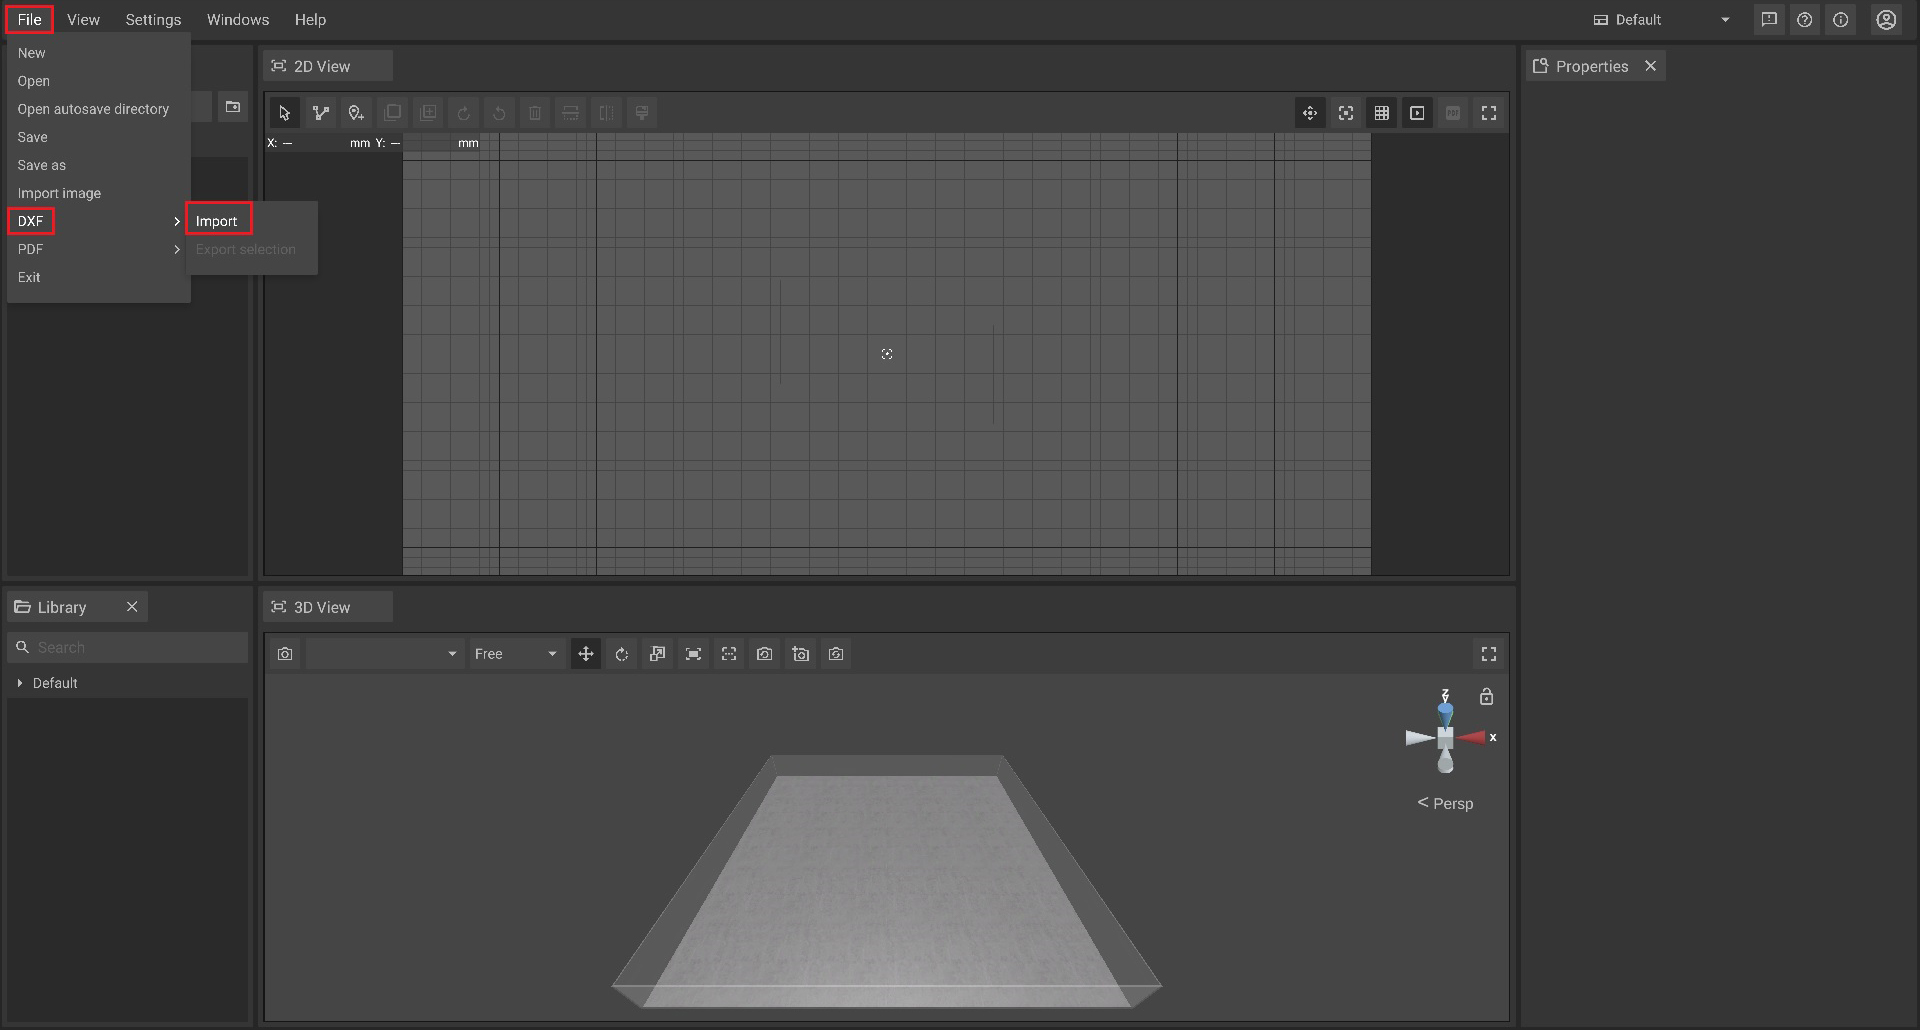 File View Settings Windows Help Default
New
Open
Open autosave directory
Save
Save as
Import image
DXF
PDF
Exit
Import
Export selection
2D View
X: — mm Y: — mm
Properties
Library
Search
Default
3D View
Free
Z
Y
x
< Persp